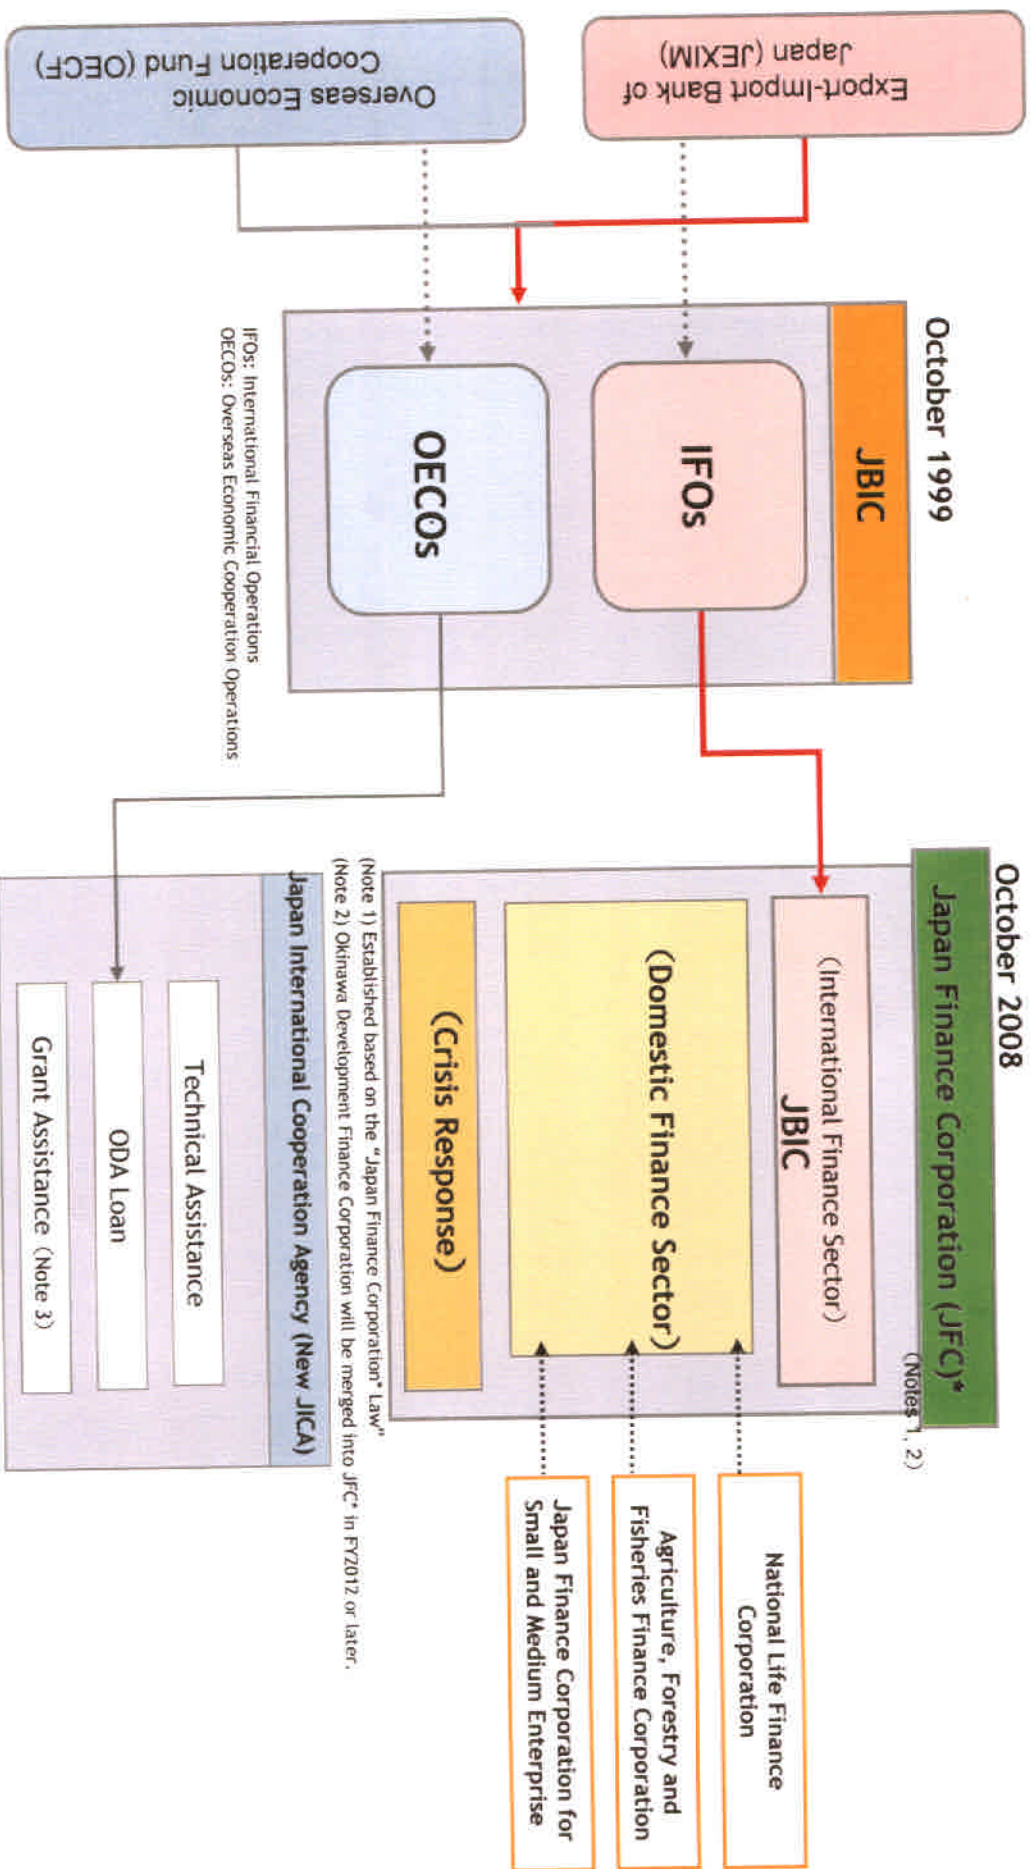 Export-Import Bank of
Japan (JEXIM)
Overseas Economic
Cooperation Fund (OECF)
October 1999
JBIC
IFOs
OECOs
IFOs: International Financial Operations
OECOs: Overseas Economic Cooperation Operations
October 2008
Japan Finance Corporation (JFC)*
(Notes 1, 2)
(International Finance Sector)
JBIC
(Domestic Finance Sector)
(Crisis Response)
National Life Finance
Corporation
Agriculture, Forestry and
Fisheries Finance Corporation
Japan Finance Corporation for
Small and Medium Enterprise
(Note 1) Established based on the "Japan Finance Corporation* Law"
(Note 2) Okinawa Development Finance Corporation will be merged into JFC* in FY2012 or later.
Japan International Cooperation Agency (New JICA)
Technical Assistance
ODA Loan
Grant Assistance (Note 3)